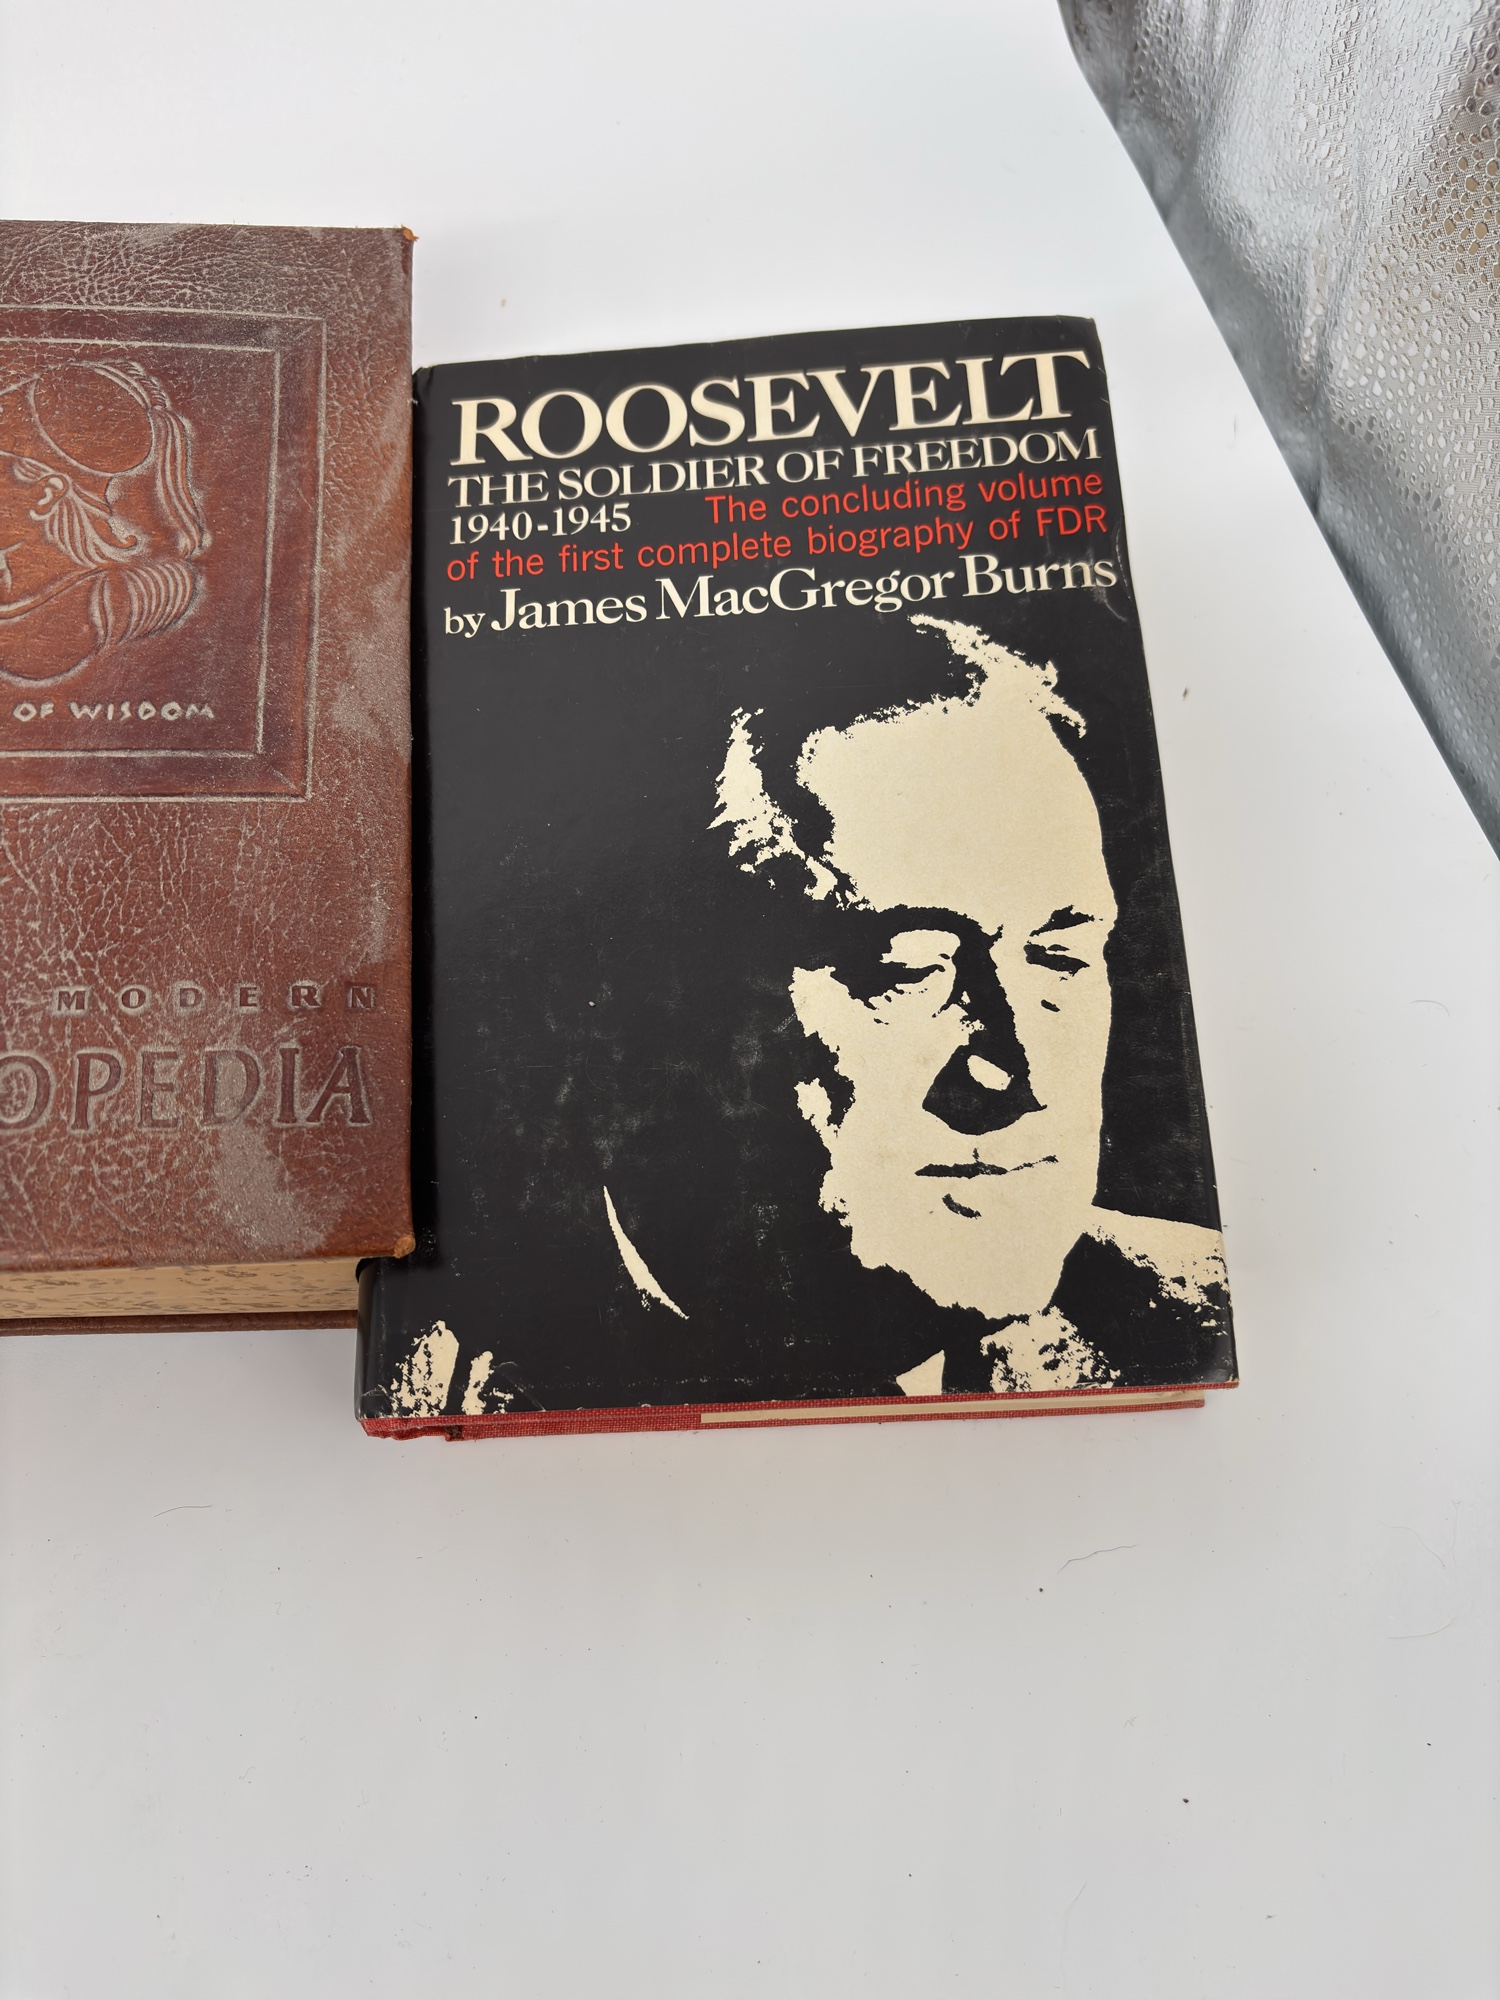 OF WISDOM
MODERN
OPEDIA
ROOSEVELT
THE SOLDIER OF FREEDOM
1940-1945 The concluding volume
of the first complete biography of FDR
by James MacGregor Burns